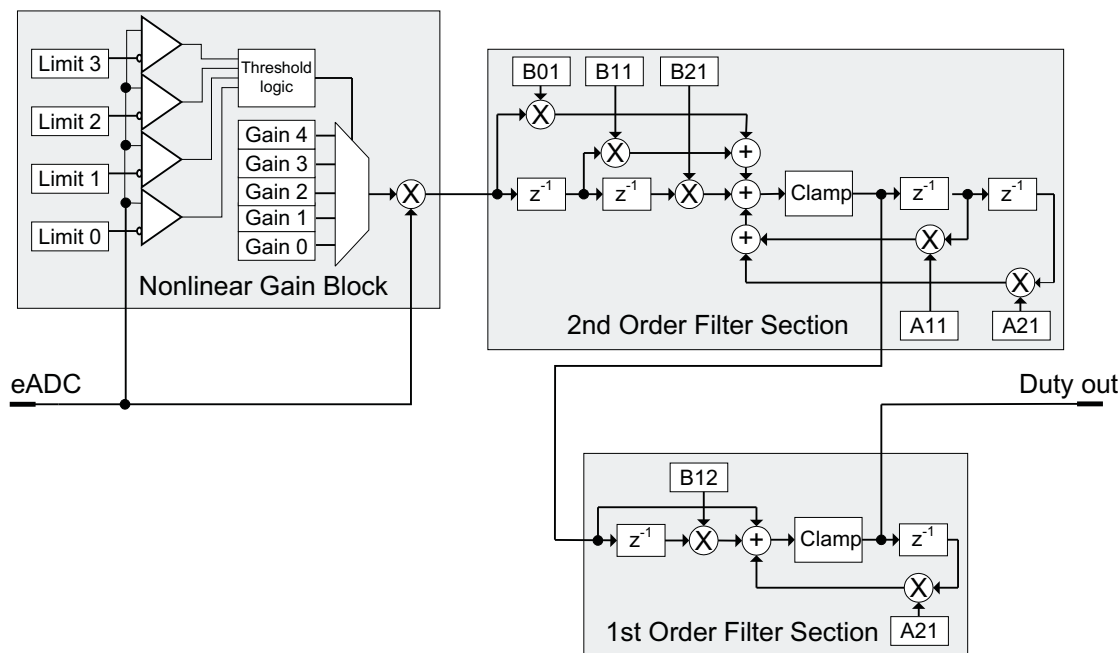 Limit 3
Limit 2
Limit 1
Limit 0
Threshold
logic
Gain 4
Gain 3
Gain 2
Gain 1
Gain 0
X
Nonlinear Gain Block
eADC
B01
B11
B21
X
X
+
z⁻¹
z⁻¹
X
+
Clamp
z⁻¹
z⁻¹
+
X
X
A11
A21
2nd Order Filter Section
Duty out
B12
z⁻¹
X
+
Clamp
z⁻¹
X
A21
1st Order Filter Section